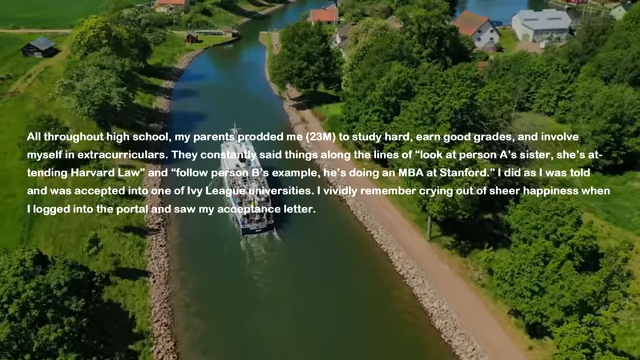 All throughout high school, my parents prodded me (23M) to study hard, earn good grades, and involve
myself in extracurriculars. They constantly said things along the lines of “look at person A’s sister, she’s at-
tending Harvard Law” and “follow person B’s example, he’s doing an MBA at Stanford.” I did as I was told
and was accepted into one of Ivy League universities. I vividly remember crying out of sheer happiness when
I logged into the portal and saw my acceptance letter.